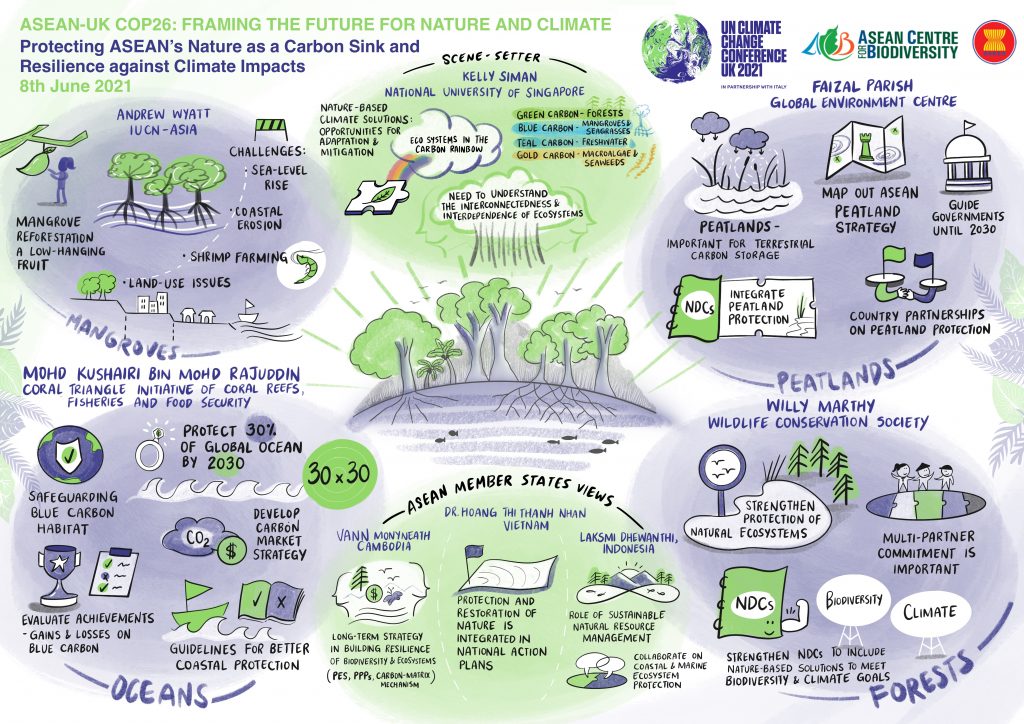 ASEAN-UK COP26: FRAMING THE FUTURE FOR NATURE AND CLIMATE
Protecting ASEAN's Nature as a Carbon Sink and
Resilience against Climate Impacts
8th June 2021
UN CLIMATE
CHANGE
CONFERENCE
UK 2021
IN PARTNERSHIP WITH ITALY
ACB
ASEAN CENTRE
FOR BIODIVERSITY
SCENE-SETTER
KELLY SIMAN
NATIONAL UNIVERSITY OF SINGAPORE
NATURE-BASED
CLIMATE SOLUTIONS:
OPPORTUNITIES FOR
ADAPTATION &
MITIGATION
ECO SYSTEMS IN THE
CARBON RAINBOW
GREEN CARBON - FORESTS
BLUE CARBON - MANGROVES &
SEAGRASSES
TEAL CARBON - FRESHWATER
GOLD CARBON - MACROALGAE &
SEAWEEDS
NEED TO UNDERSTAND
THE INTERCONNECTEDNESS &
INTERDEPENDENCE OF ECOSYSTEMS
ANDREW WYATT
IUCN-ASIA
CHALLENGES:
• SEA-LEVEL
RISE
• COASTAL
EROSION
• SHRIMP FARMING
• LAND-USE ISSUES
MANGROVE
REFORESTATION
A LOW-HANGING
FRUIT
MANGROVES
FAIZAL PARISH
GLOBAL ENVIRONMENT CENTRE
PEATLANDS -
IMPORTANT FOR TERRESTRIAL
CARBON STORAGE
MAP OUT ASEAN
PEATLAND
STRATEGY
GUIDE
GOVERNMENTS
UNTIL 2030
NDCs
INTEGRATE
PEATLAND
PROTECTION
COUNTRY PARTNERSHIPS
ON PEATLAND PROTECTION
PEATLANDS
MOHD KUSHAIRI BIN MOHD RAJUDDIN
CORAL TRIANGLE INITIATIVE OF CORAL REEFS,
FISHERIES AND FOOD SECURITY
SAFEGUARDING
BLUE CARBON
HABITAT
PROTECT 30%
OF GLOBAL OCEAN
BY 2030
30 x 30
CO2
$
DEVELOP
CARBON
MARKET
STRATEGY
EVALUATE ACHIEVEMENTS
- GAINS & LOSSES ON
BLUE CARBON
GUIDELINES FOR BETTER
COASTAL PROTECTION
OCEANS
ASEAN MEMBER STATES VIEWS
VANN MONYNEATH
CAMBODIA
$
LONG-TERM STRATEGY
IN BUILDING RESILIENCE
OF BIODIVERSITY & ECOSYSTEMS
(PES, PPPs, CARBON-MATRIX)
MECHANISM
DR. HOANG THI THANH NHAN
VIETNAM
PROTECTION AND
RESTORATION OF
NATURE IS
INTEGRATED IN
NATIONAL ACTION
PLANS
LAKSMI DHEWANTHI,
INDONESIA
ROLE OF SUSTAINABLE
NATURAL RESOURCE
MANAGEMENT
COLLABORATE ON
COASTAL & MARINE
ECOSYSTEM
PROTECTION
WILLY MARTHY
WILDLIFE CONSERVATION SOCIETY
STRENGTHEN
PROTECTION OF
NATURAL ECOSYSTEMS
MULTI-PARTNER
COMMITMENT IS
IMPORTANT
NDCs
BIODIVERSITY
CLIMATE
STRENGTHEN NDCs TO INCLUDE
NATURE-BASED SOLUTIONS TO MEET
BIODIVERSITY & CLIMATE GOALS
FORESTS